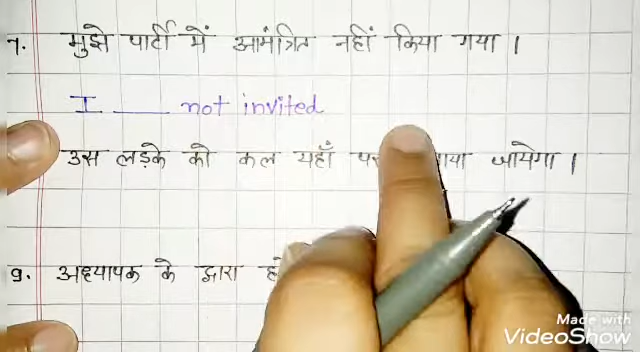 7. मुझे पार्टी में आमंत्रित नहीं किया गया।
I ___ not invited
उस लड़के को कल यहाँ जायेगा।
9. अध्यापक के द्वारा
Made with
VideoShow